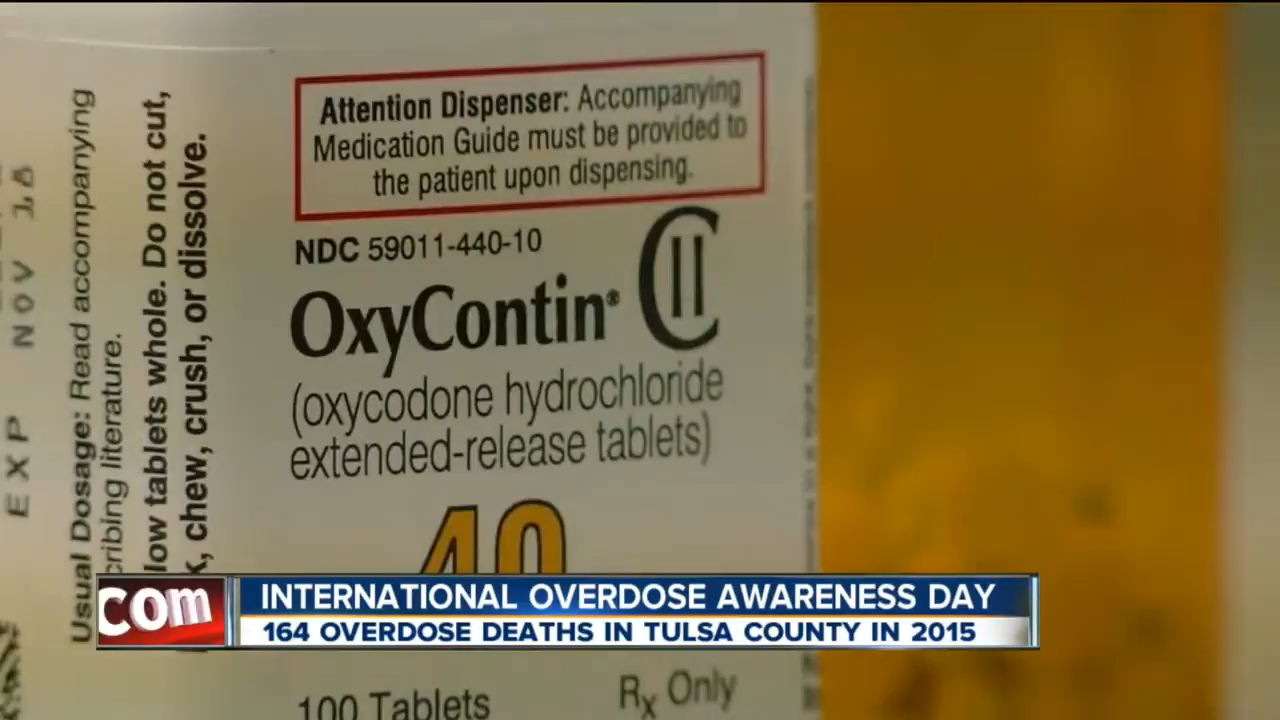 Attention Dispenser: Accompanying
Medication Guide must be provided to
the patient upon dispensing.
NDC 59011-440-10
OxyContin® CII
(oxycodone hydrochloride
extended-release tablets)
40
100 Tablets
Rx Only
EXP NOV 18
Usual Dosage: Read accompanying
cribing literature.
low tablets whole. Do not cut,
k, chew, crush, or dissolve.
COM
INTERNATIONAL OVERDOSE AWARENESS DAY
164 OVERDOSE DEATHS IN TULSA COUNTY IN 2015